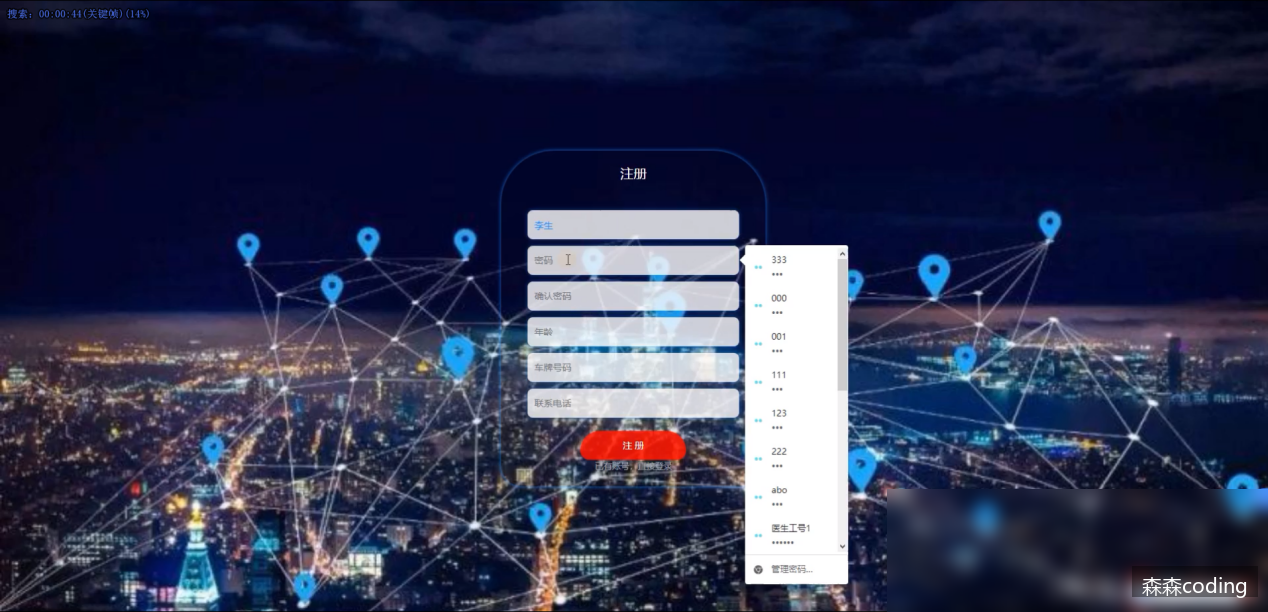 搜索：00:00:44(关键帧)(14%)
注册
李生
密码
确认密码
年龄
车牌号码
联系电话
注 册
已有账号，直接登录
333
•••
000
•••
001
•••
111
•••
123
•••
222
•••
abo
•••
医生工号1
••••••
管理密码...
森森coding